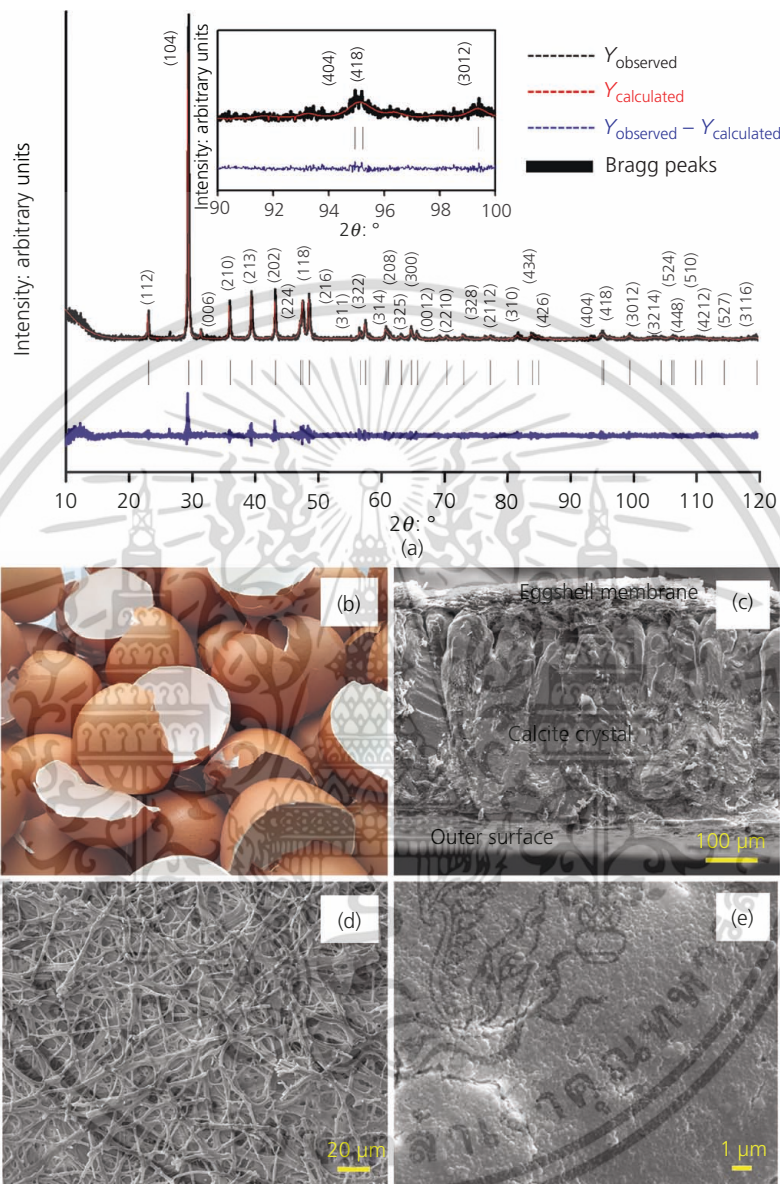 Intensity: arbitrary units
(104)
(112)
(006)
(210)
(213)
(202)
(224)
(118)
(216)
(311)
(322)
(314)
(208)
(325)
(300)
(0012)
(2210)
(328)
(2112)
(310)
(434)
(426)
(404)
(418)
(3012)
(3214)
(524)
(448)
(510)
(4212)
(527)
(3116)
10 20 30 40 50 60 70 80 90 100 110 120
2θ: °
Intensity: arbitrary units
(404)
(418)
(3012)
90 92 94 96 98 100
2θ: °
Yobserved
Ycalculated
Yobserved – Ycalculated
Bragg peaks
(a)
(b)
(c)
Eggshell membrane
Calcite crystal
Outer surface
100 µm
(d)
20 µm
(e)
1 µm